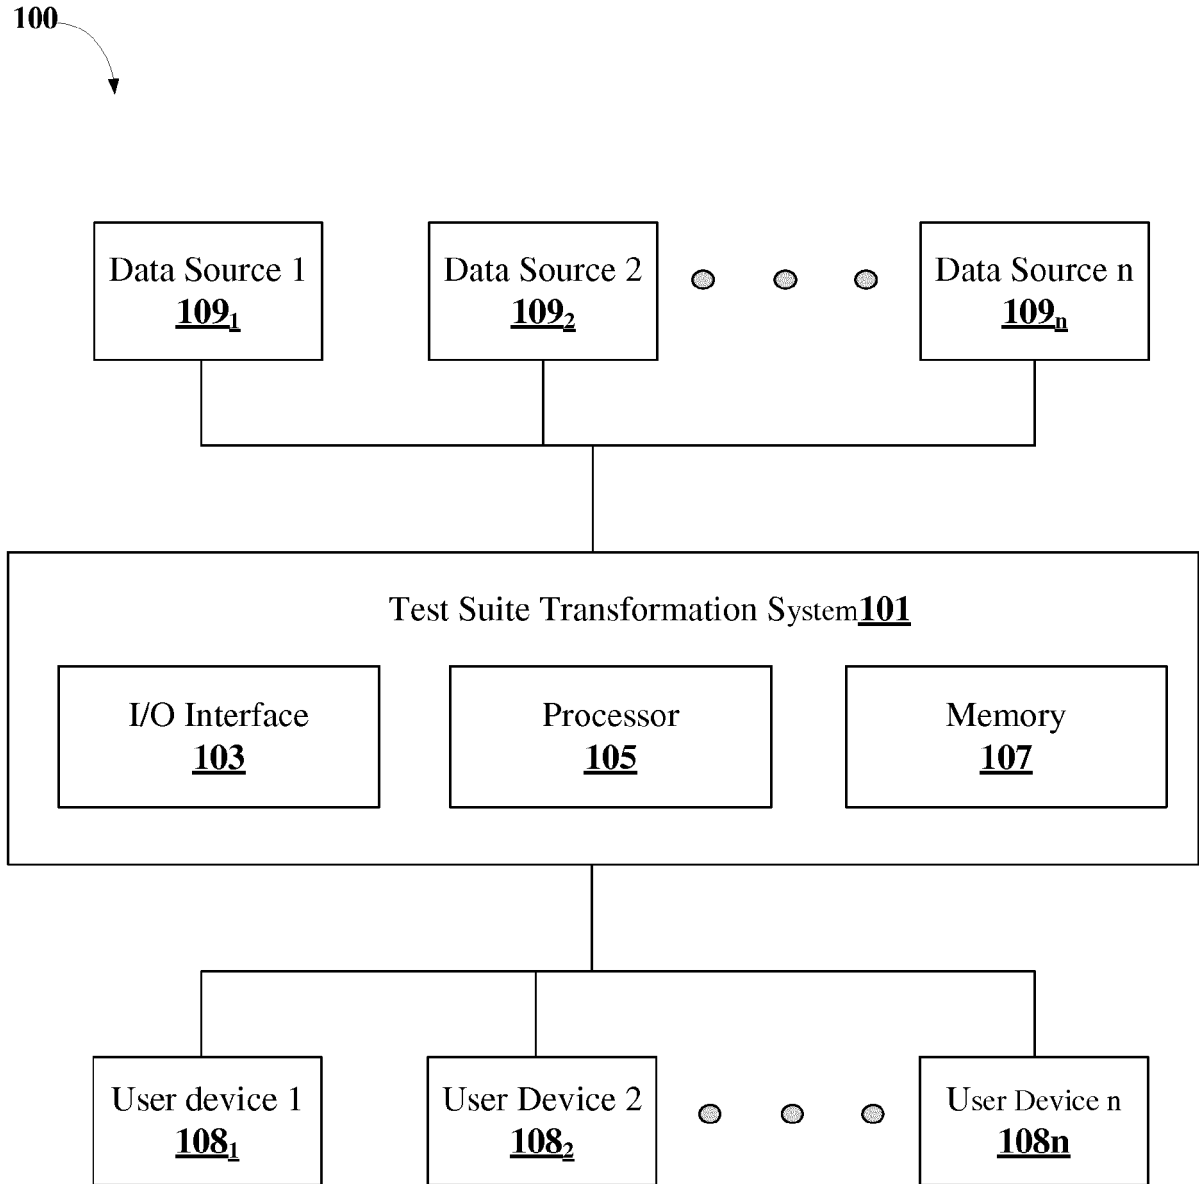 100
Data Source 1
109₁
Data Source 2
109₂
Data Source n
109ₙ
Test Suite Transformation System101
I/O Interface
103
Processor
105
Memory
107
User device 1
108₁
User Device 2
108₂
User Device n
108n